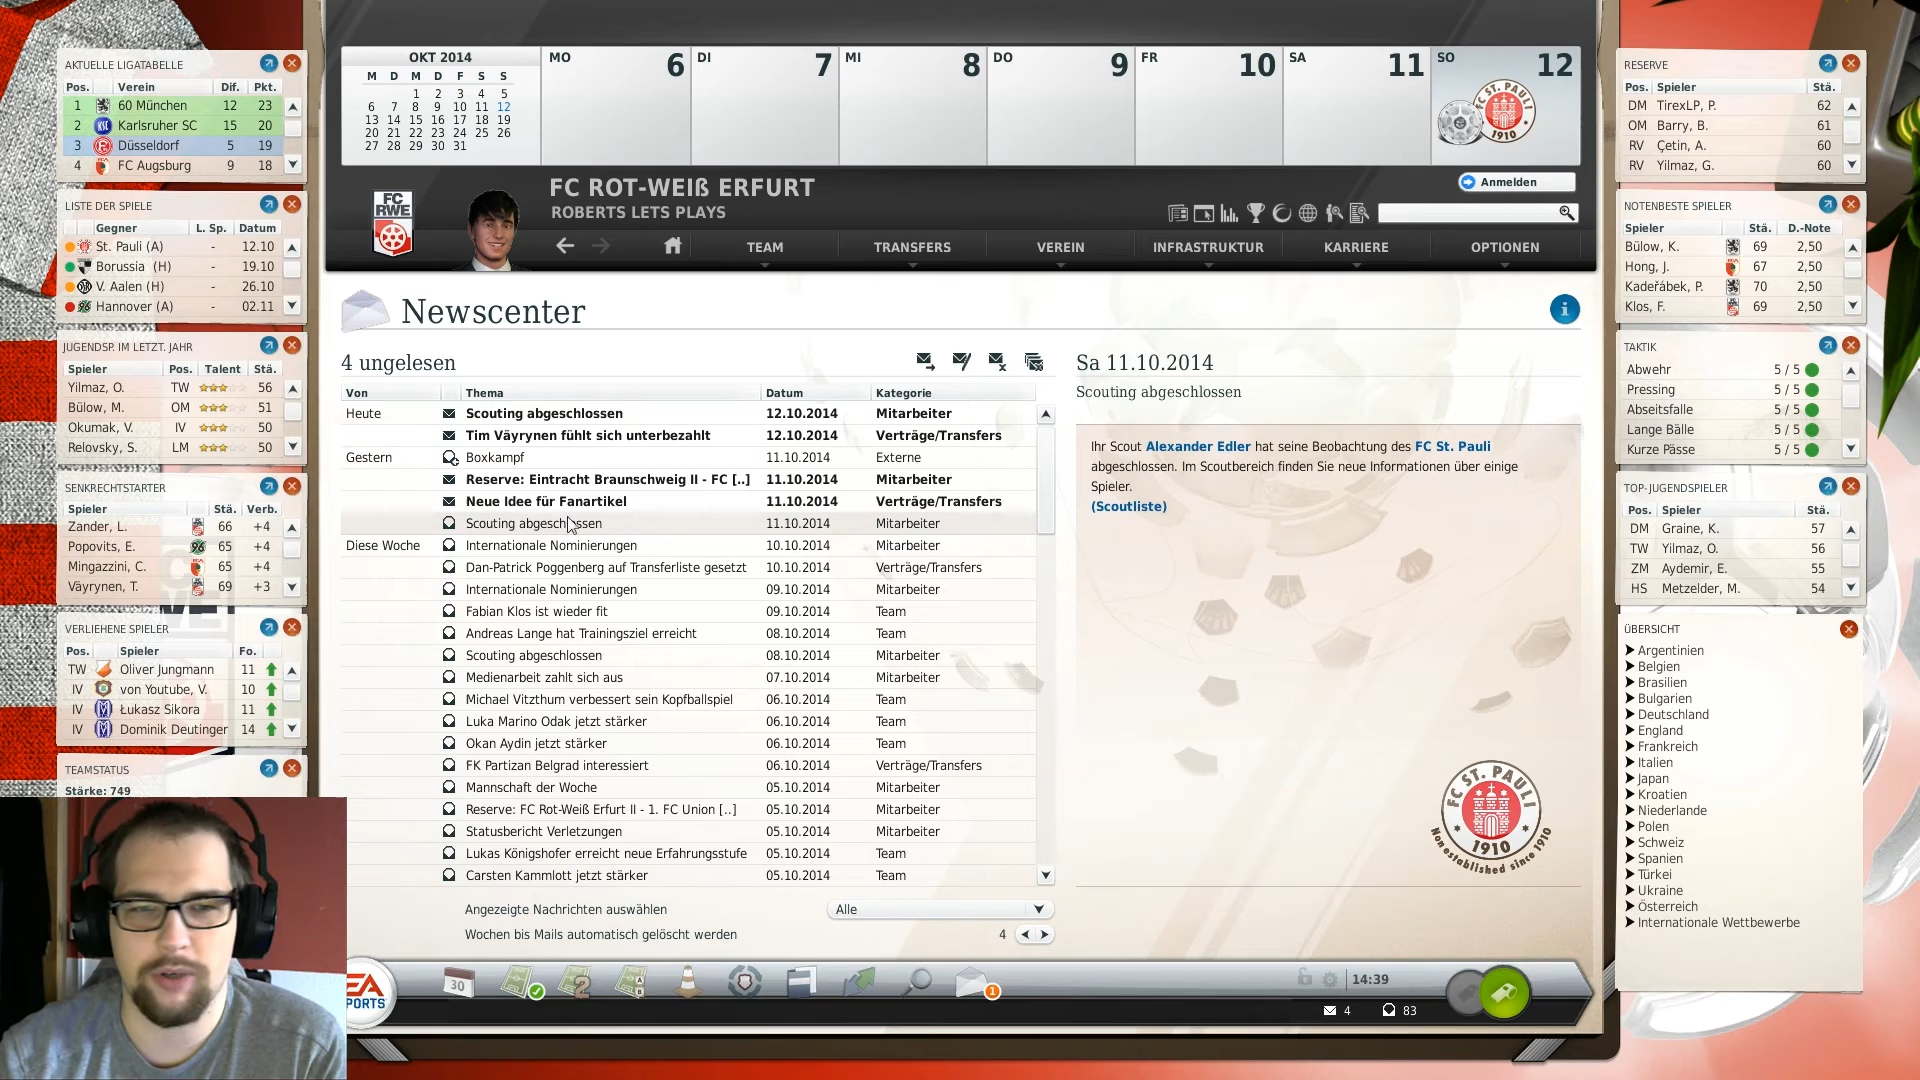 AKTUELLE LIGATABELLE
Pos. Verein Dif. Pkt.
1 60 München 12 23
2 Karlsruher SC 15 20
3 Düsseldorf 5 19
4 FC Augsburg 9 18
LISTE DER SPIELE
Gegner L. Sp. Datum
St. Pauli (A) - 12.10
Borussia (H) - 19.10
V. Aalen (H) - 26.10
Hannover (A) - 02.11
JUGENDSP. IM LETZT. JAHR
Spieler Pos. Talent Stä.
Yilmaz, O. TW 56
Bülow, M. OM 51
Okumak, V. IV 50
Relovsky, S. LM 50
SENKRECHTSTARTER
Spieler Stä. Verb.
Zander, L. 66 +4
Popovits, E. 65 +4
Mingazzini, C. 65 +4
Väyrynen, T. 69 +3
VERLIEHENE SPIELER
Pos. Spieler Fo.
TW Oliver Jungmann 11
IV von Youtube, V. 10
IV Łukasz Sikora 11
IV Dominik Deutinger 14
TEAMSTATUS
Stärke: 749
OKT 2014
M D M D F S S
1 2 3 4 5
6 7 8 9 10 11 12
13 14 15 16 17 18 19
20 21 22 23 24 25 26
27 28 29 30 31
MO 6 DI 7 MI 8 DO 9 FR 10 SA 11 SO 12
FC ST. PAULI
1910
FC RWE
FC ROT-WEIß ERFURT
ROBERTS LETS PLAYS
Anmelden
TEAM TRANSFERS VEREIN INFRASTRUKTUR KARRIERE OPTIONEN
Newscenter
4 ungelesen
Von Thema Datum Kategorie
Heute Scouting abgeschlossen 12.10.2014 Mitarbeiter
Tim Väyrynen fühlt sich unterbezahlt 12.10.2014 Verträge/Transfers
Gestern Boxkampf 11.10.2014 Externe
Reserve: Eintracht Braunschweig II - FC [..] 11.10.2014 Mitarbeiter
Neue Idee für Fanartikel 11.10.2014 Verträge/Transfers
Scouting abgeschlossen 11.10.2014 Mitarbeiter
Diese Woche Internationale Nominierungen 10.10.2014 Mitarbeiter
Dan-Patrick Poggenberg auf Transferliste gesetzt 10.10.2014 Verträge/Transfers
Internationale Nominierungen 09.10.2014 Mitarbeiter
Fabian Klos ist wieder fit 09.10.2014 Team
Andreas Lange hat Trainingsziel erreicht 08.10.2014 Team
Scouting abgeschlossen 08.10.2014 Mitarbeiter
Medienarbeit zahlt sich aus 07.10.2014 Mitarbeiter
Michael Vitzthum verbessert sein Kopfballspiel 06.10.2014 Team
Luka Marino Odak jetzt stärker 06.10.2014 Team
Okan Aydin jetzt stärker 06.10.2014 Team
FK Partizan Belgrad interessiert 06.10.2014 Verträge/Transfers
Mannschaft der Woche 05.10.2014 Mitarbeiter
Reserve: FC Rot-Weiß Erfurt II - 1. FC Union [..] 05.10.2014 Mitarbeiter
Statusbericht Verletzungen 05.10.2014 Mitarbeiter
Lukas Königshofer erreicht neue Erfahrungsstufe 05.10.2014 Team
Carsten Kammlott jetzt stärker 05.10.2014 Team
Angezeigte Nachrichten auswählen Alle
Wochen bis Mails automatisch gelöscht werden 4
Sa 11.10.2014
Scouting abgeschlossen
Ihr Scout Alexander Edler hat seine Beobachtung des FC St. Pauli
abgeschlossen. Im Scoutbereich finden Sie neue Informationen über einige
Spieler.
(Scoutliste)
FC ST. PAULI
1910
Non established since 1910
EA SPORTS
30
2
1
14:39
4 83
RESERVE
Pos. Spieler Stä.
DM TirexLP, P. 62
OM Barry, B. 61
RV Çetin, A. 60
RV Yilmaz, G. 60
NOTENBESTE SPIELER
Spieler Stä. D.-Note
Bülow, K. 69 2,50
Hong, J. 67 2,50
Kadeřábek, P. 70 2,50
Klos, F. 69 2,50
TAKTIK
Abwehr 5 / 5
Pressing 5 / 5
Abseitsfalle 5 / 5
Lange Bälle 5 / 5
Kurze Pässe 5 / 5
TOP-JUGENDSPIELER
Pos. Spieler Stä.
DM Graine, K. 57
TW Yilmaz, O. 56
ZM Aydemir, E. 55
HS Metzelder, M. 54
ÜBERSICHT
Argentinien
Belgien
Brasilien
Bulgarien
Deutschland
England
Frankreich
Italien
Japan
Kroatien
Niederlande
Polen
Schweiz
Spanien
Türkei
Ukraine
Österreich
Internationale Wettbewerbe